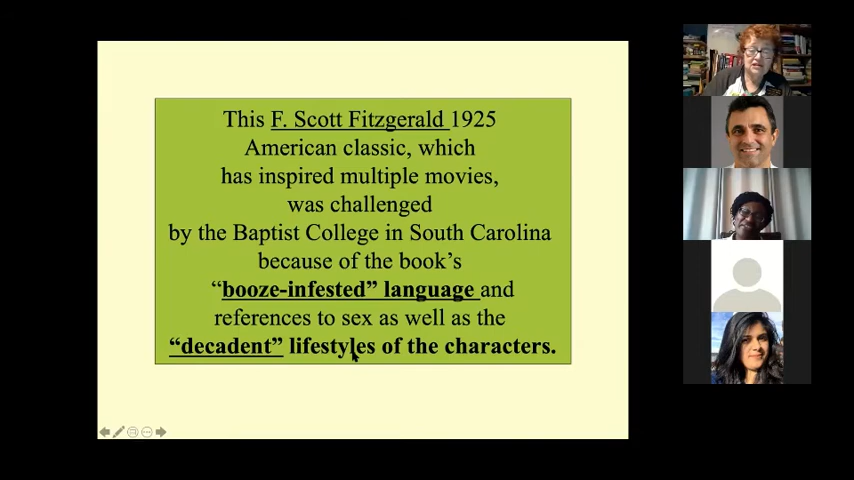 This F. Scott Fitzgerald 1925
American classic, which
has inspired multiple movies,
was challenged
by the Baptist College in South Carolina
because of the book’s
“booze-infested” language and
references to sex as well as the
“decadent” lifestyles of the characters.